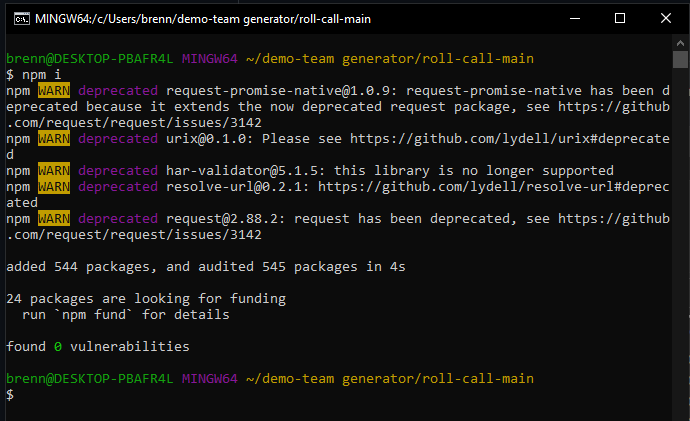 MINGW64:/c/Users/brenn/demo-team generator/roll-call-main
brenn@DESKTOP-PBAFR4L MINGW64 ~/demo-team generator/roll-call-main
$ npm i
npm WARN deprecated request-promise-native@1.0.9: request-promise-native has been d
eprecated because it extends the now deprecated request package, see https://github
.com/request/request/issues/3142
npm WARN deprecated urix@0.1.0: Please see https://github.com/lydell/urix#deprecate
d
npm WARN deprecated har-validator@5.1.5: this library is no longer supported
npm WARN deprecated resolve-url@0.2.1: https://github.com/lydell/resolve-url#deprec
ated
npm WARN deprecated request@2.88.2: request has been deprecated, see https://github
.com/request/request/issues/3142
added 544 packages, and audited 545 packages in 4s
24 packages are looking for funding
run `npm fund` for details
found 0 vulnerabilities
brenn@DESKTOP-PBAFR4L MINGW64 ~/demo-team generator/roll-call-main
$